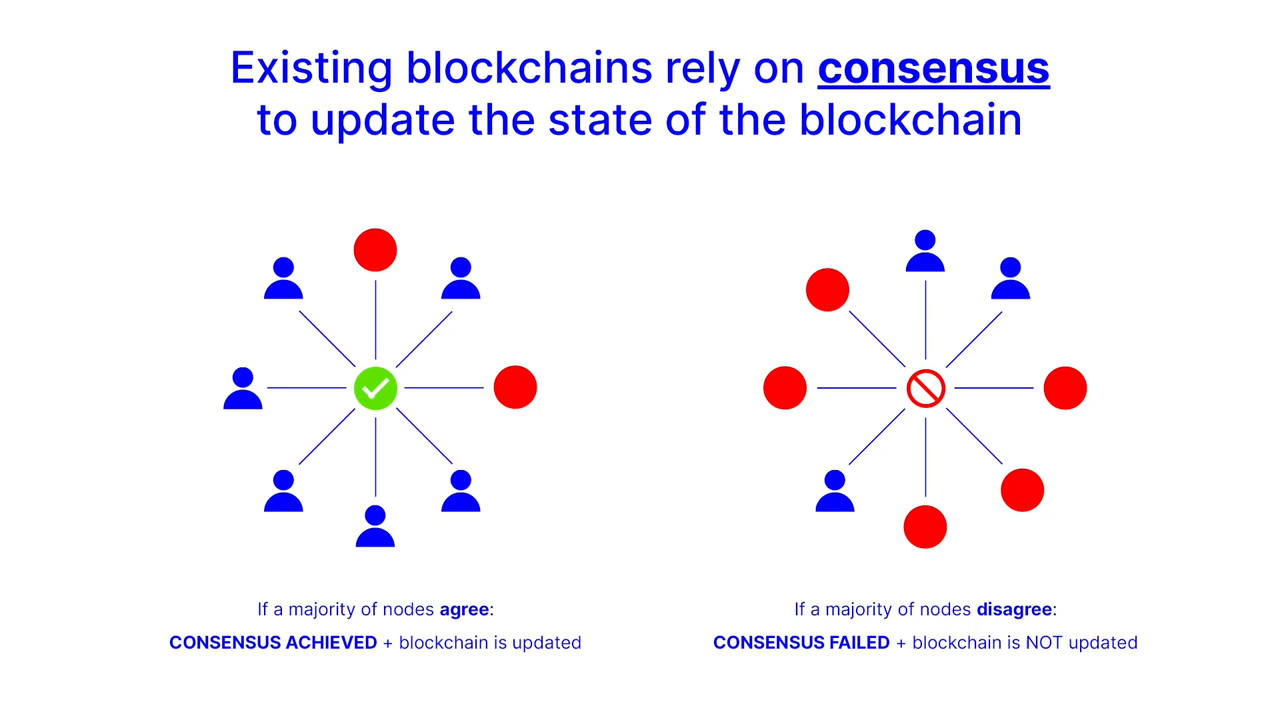 Existing blockchains rely on consensus
to update the state of the blockchain
If a majority of nodes agree:
CONSENSUS ACHIEVED + blockchain is updated
If a majority of nodes disagree:
CONSENSUS FAILED + blockchain is NOT updated